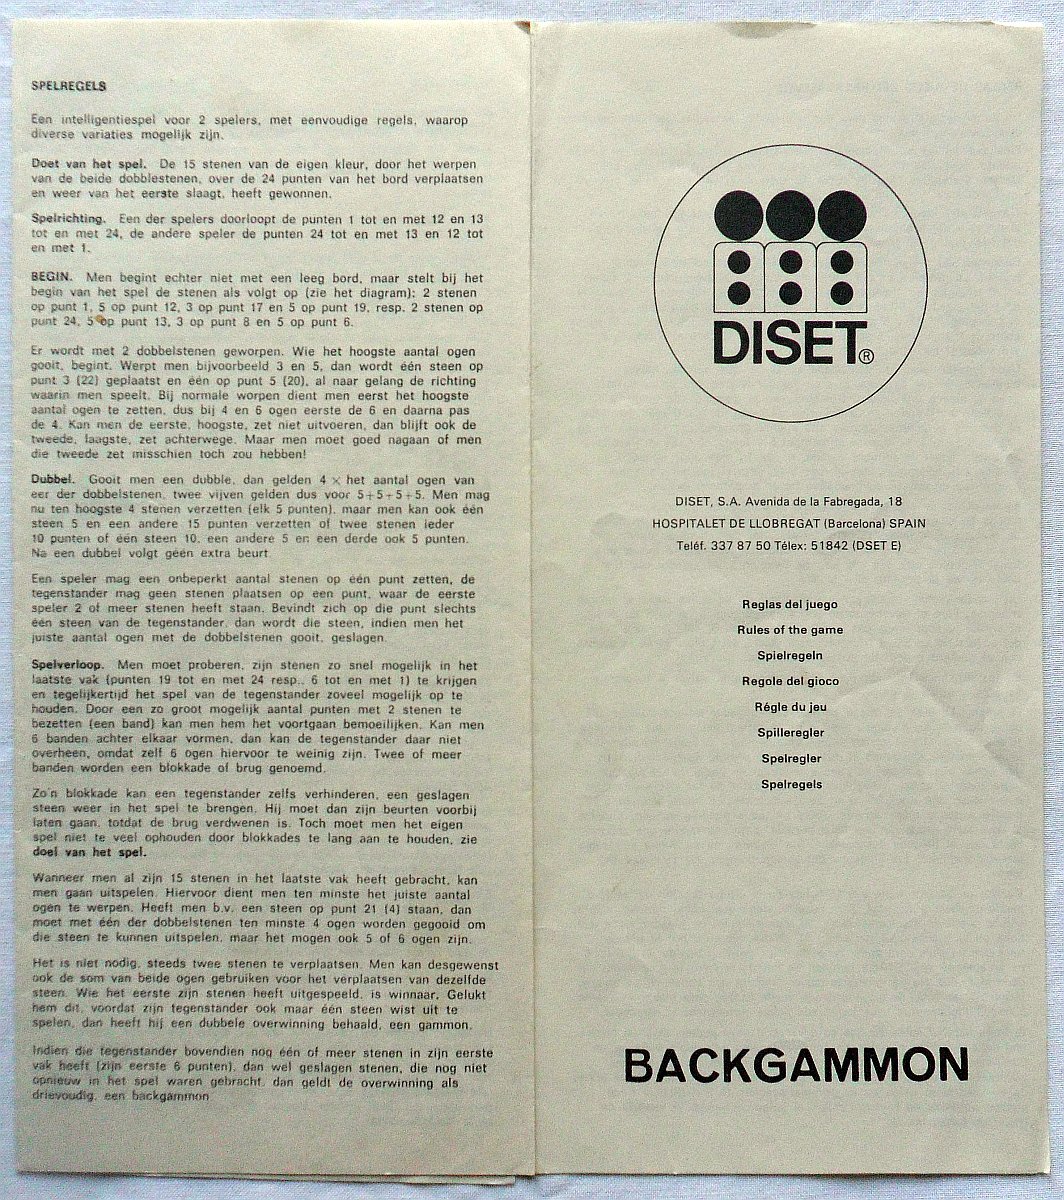 SPELREGELS
Een intelligentiespel voor 2 spelers, met eenvoudige regels, waarop
diverse variaties mogelijk zijn.
Doet van het spel. De 15 stenen van de eigen kleur, door het werpen
van de beide dobblestenen, over de 24 punten van het bord verplaatsen
en weer van het eerste slaagt, heeft gewonnen.
Spelrichting. Een der spelers doorloopt de punten 1 tot en met 12 en 13
tot en met 24, de andere speler de punten 24 tot en met 13 en 12 tot
en met 1.
BEGIN. Men begint echter niet met een leeg bord, maar stelt bij het
begin van het spel de stenen als volgt op (zie het diagram): 2 stenen
op punt 1, 5 op punt 12, 3 op punt 17 en 5 op punt 19, resp. 2 stenen op
punt 24, 5 op punt 13, 3 op punt 8 en 5 op punt 6.
Er wordt met 2 dobbelstenen geworpen. Wie het hoogste aantal ogen
gooit, begint. Werpt men bijvoorbeeld 3 en 5, dan wordt één steen op
punt 3 (22) geplaatst en één op punt 5 (20), al naar gelang de richting
waarin men speelt. Bij normale worpen dient men eerst het hoogste
aantal ogen te zetten, dus bij 4 en 6 ogen eerste de 6 en daarna pas
de 4. Kan men de eerste, hoogste, zet niet uitvoeren, dan blijft ook de
tweede, laagste, zet achterwege. Maar men moet goed nagaan of men
die tweede zet misschien toch zou hebben!
Dubbel. Gooit men een dubble, dan gelden 4 × het aantal ogen van
eer der dobbelstenen, twee vijven gelden dus voor 5+5+5+5. Men mag
nu ten hoogste 4 stenen verzetten (elk 5 punten), maar men kan ook één
steen 5 en een andere 15 punten verzetten of twee stenen ieder
10 punten of één steen 10, een andere 5 en een derde ook 5 punten.
Na een dubbel volgt geen extra beurt.
Een speler mag een onbeperkt aantal stenen op één punt zetten, de
tegenstander mag geen stenen plaatsen op een punt, waar de eerste
speler 2 of meer stenen heeft staan. Bevindt zich op die punt slechts
één steen van de tegenstander, dan wordt die steen, indien men het
juiste aantal ogen met de dobbelstenen gooit, geslagen.
Spelverloop. Men moet proberen, zijn stenen zo snel mogelijk in het
laatste vak (punten 19 tot en met 24 resp., 6 tot en met 1) te krijgen
en tegelijkertijd het spel van de tegenstander zoveel mogelijk op te
houden. Door een zo groot mogelijk aantal punten met 2 stenen te
bezetten (een band) kan men hem het voortgaan bemoeilijken. Kan men
6 banden achter elkaar vormen, dan kan de tegenstander daar niet
overheen, omdat zelf 6 ogen hiervoor te weinig zijn. Twee of meer
banden worden een blokkade of brug genoemd.
Zo'n blokkade kan een tegenstander zelfs verhinderen, een geslagen
steen weer in het spel te brengen. Hij moet dan zijn beurten voorbij
laten gaan, totdat de brug verdwenen is. Toch moet men het eigen
spel niet te veel ophouden door blokkades te lang aan te houden, zie
doel van het spel.
Wanneer men al zijn 15 stenen in het laatste vak heeft gebracht, kan
men gaan uitspelen. Hiervoor dient men ten minste het juiste aantal
ogen te werpen. Heeft men b.v. een steen op punt 21 (4) staan, dan
moet met één der dobbelstenen ten minste 4 ogen worden gegooid om
die steen te kunnen uitspelen, maar het mogen ook 5 of 6 ogen zijn.
Het is niet nodig, steeds twee stenen te verplaatsen. Men kan desgewenst
ook de som van beide ogen gebruiken voor het verplaatsen van dezelfde
steen. Wie het eerste zijn stenen heeft uitgespeeld, is winnaar, Gelukt
hem dit, voordat zijn tegenstander ook maar één steen wist uit te
spelen, dan heeft hij een dubbele overwinning behaald, een gammon.
Indien die tegenstander bovendien nog één of meer stenen in zijn eerste
vak heeft (zijn eerste 6 punten), dan wel geslagen stenen, die nog niet
opnieuw in het spel waren gebracht, dan geldt de overwinning als
drievoudig, een backgammon
DISET®
DISET, S.A. Avenida de la Fabregada, 18
HOSPITALET DE LLOBREGAT (Barcelona) SPAIN
Teléf. 337 87 50 Télex: 51842 (DSET E)
Reglas del juego
Rules of the game
Spielregeln
Regole del gioco
Régle du jeu
Spilleregler
Spelregler
Spelregels
BACKGAMMON